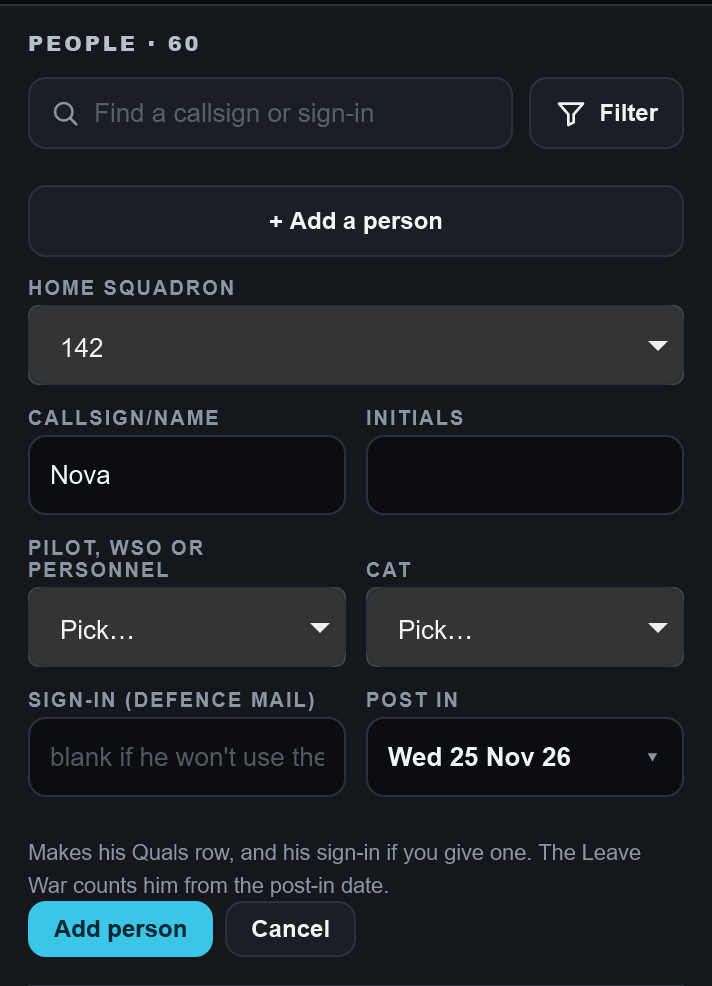 PEOPLE · 60
Find a callsign or sign-in
Filter
+ Add a person
HOME SQUADRON
142
CALLSIGN/NAME
INITIALS
Nova
PILOT, WSO OR
PERSONNEL
CAT
Pick...
Pick...
SIGN-IN (DEFENCE MAIL)
POST IN
blank if he won't use the
Wed 25 Nov 26
Makes his Quals row, and his sign-in if you give one. The Leave
War counts him from the post-in date.
Add person
Cancel